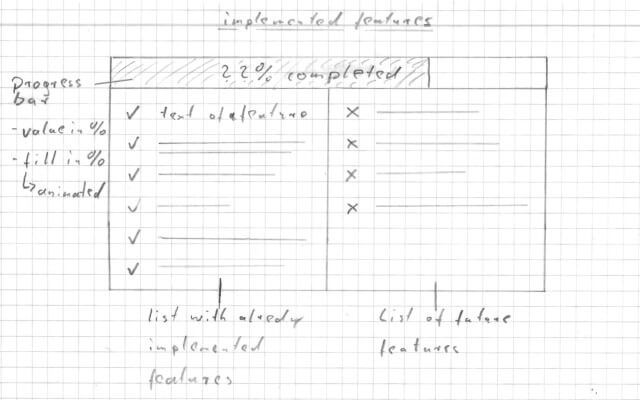 implemented features
22% completed
progress
bar
- value in %
- fill in %
↳ animated
✓ text of a feature
list with already
implemented
features
List of future
features